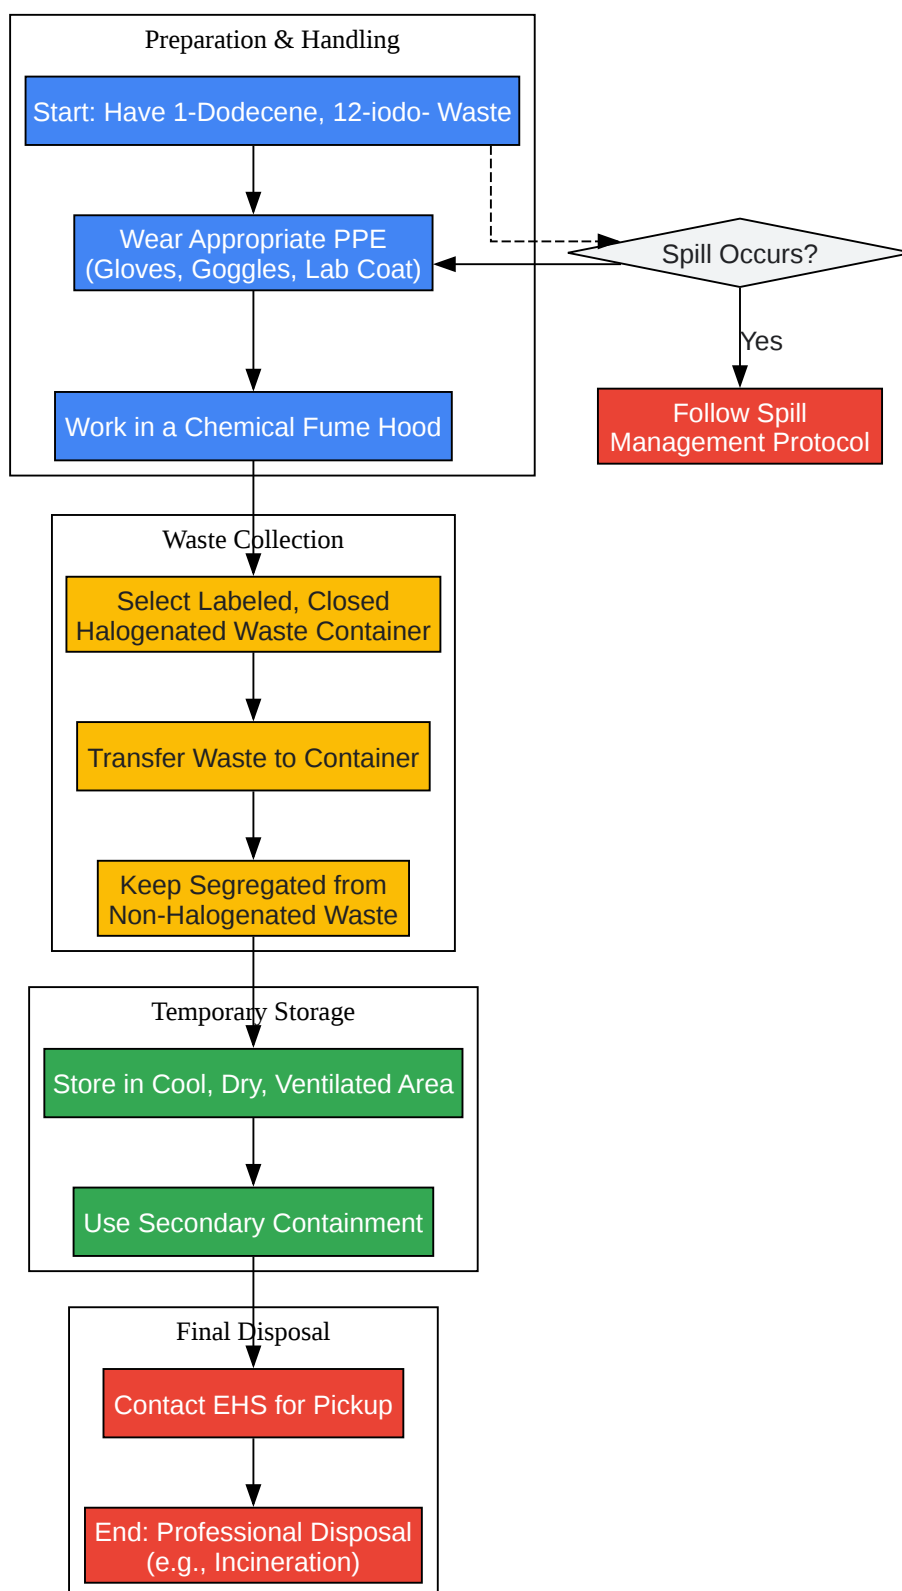 Preparation & Handling
Start: Have 1-Dodecene, 12-iodo- Waste
Wear Appropriate PPE
(Gloves, Goggles, Lab Coat)
Spill Occurs?
Yes
Work in a Chemical Fume Hood
Follow Spill
Management Protocol
Waste Collection
Select Labeled, Closed
Halogenated Waste Container
Transfer Waste to Container
Keep Segregated from
Non-Halogenated Waste
Temporary Storage
Store in Cool, Dry, Ventilated Area
Use Secondary Containment
Final Disposal
Contact EHS for Pickup
End: Professional Disposal
(e.g., Incineration)